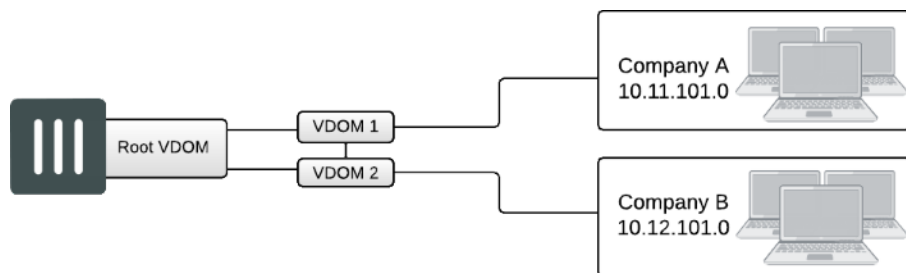 Root VDOM
VDOM 1
VDOM 2
Company A
10.11.101.0
Company B
10.12.101.0